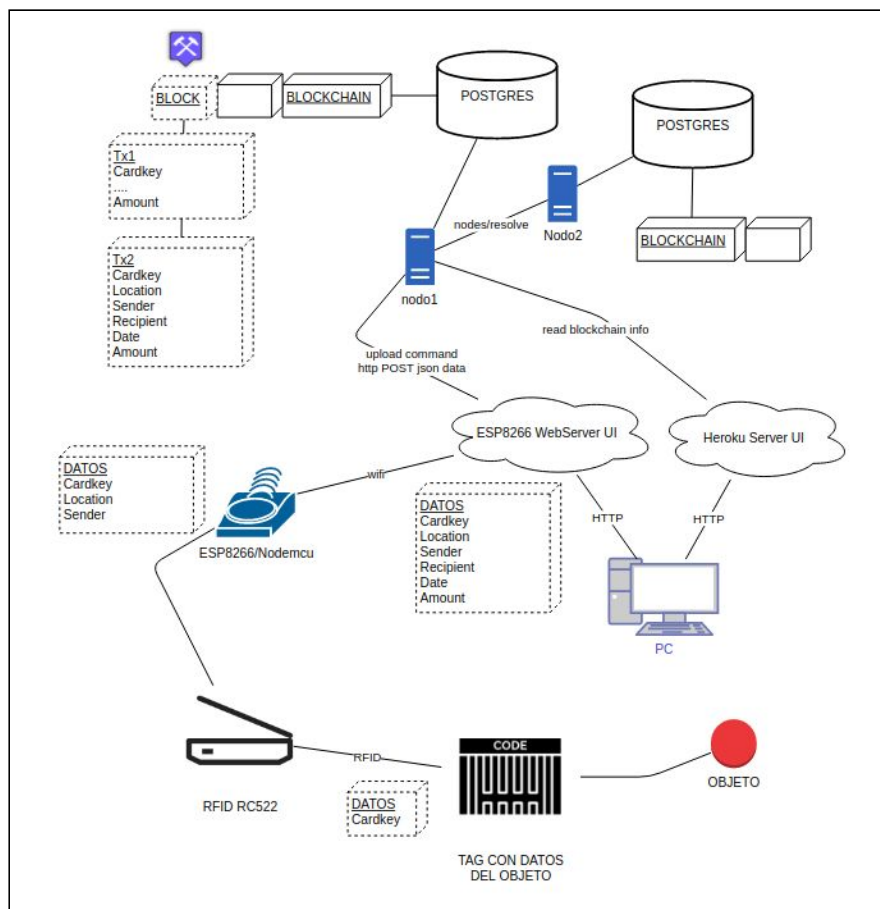 BLOCK
BLOCKCHAIN
POSTGRES
POSTGRES
Tx1
Cardkey
....
Amount
nodes/resolve
Nodo2
BLOCKCHAIN
Tx2
Cardkey
Location
Sender
Recipient
Date
Amount
nodo1
read blockchain info
upload command
http POST json data
ESP8266 WebServer UI
Heroku Server UI
DATOS
Cardkey
Location
Sender
wifi
ESP8266/Nodemcu
DATOS
Cardkey
Location
Sender
Recipient
Date
Amount
HTTP
HTTP
PC
RFID RC522
RFID
DATOS
Cardkey
CODE
TAG CON DATOS
DEL OBJETO
OBJETO